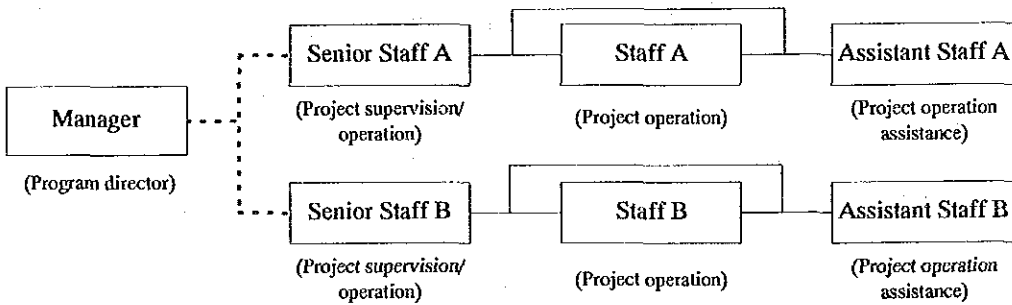 Senior Staff A
Staff A
Assistant Staff A
(Project supervision/
operation)
(Project operation)
(Project operation
assistance)
Manager
(Program director)
Senior Staff B
Staff B
Assistant Staff B
(Project supervision/
operation)
(Project operation)
(Project operation
assistance)